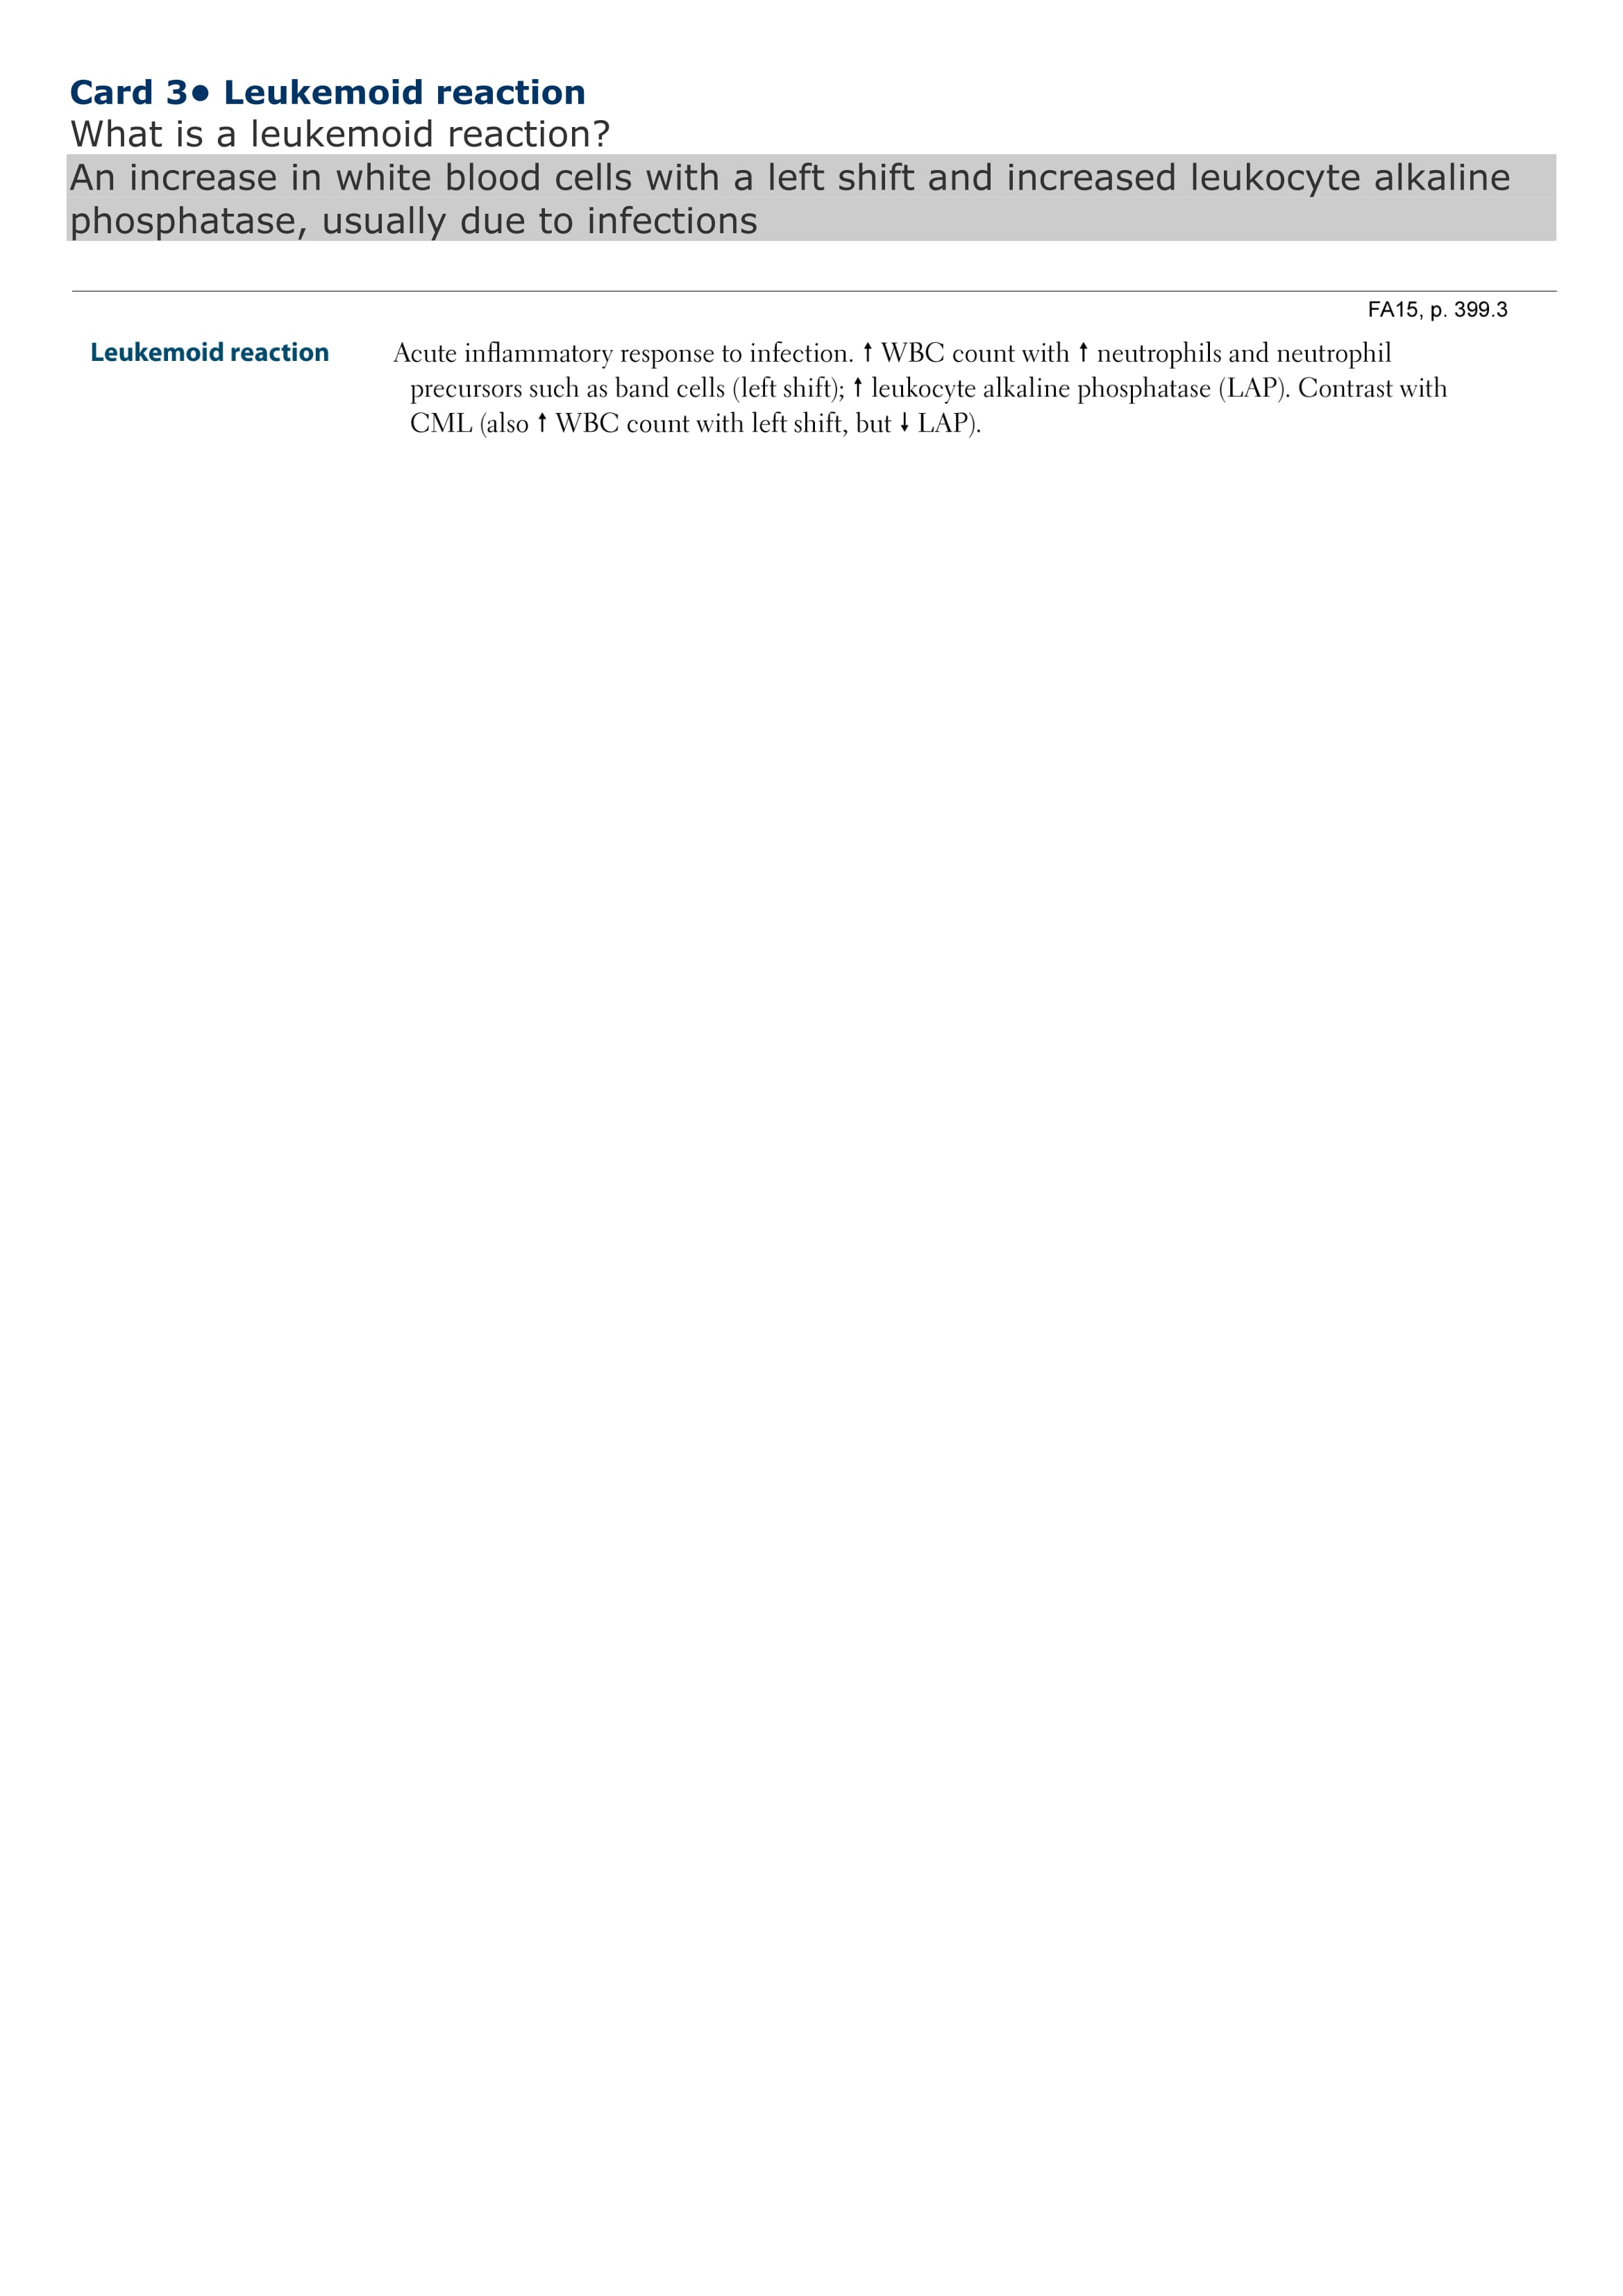 Card 3● Leukemoid reaction
What is a leukemoid reaction?
An increase in white blood cells with a left shift and increased leukocyte alkaline
phosphatase, usually due to infections
FA15, p. 399.3
Leukemoid reaction Acute inflammatory response to infection. ↑ WBC count with ↑ neutrophils and neutrophil
precursors such as band cells (left shift); ↑ leukocyte alkaline phosphatase (LAP). Contrast with
CML (also ↑ WBC count with left shift, but ↓ LAP).